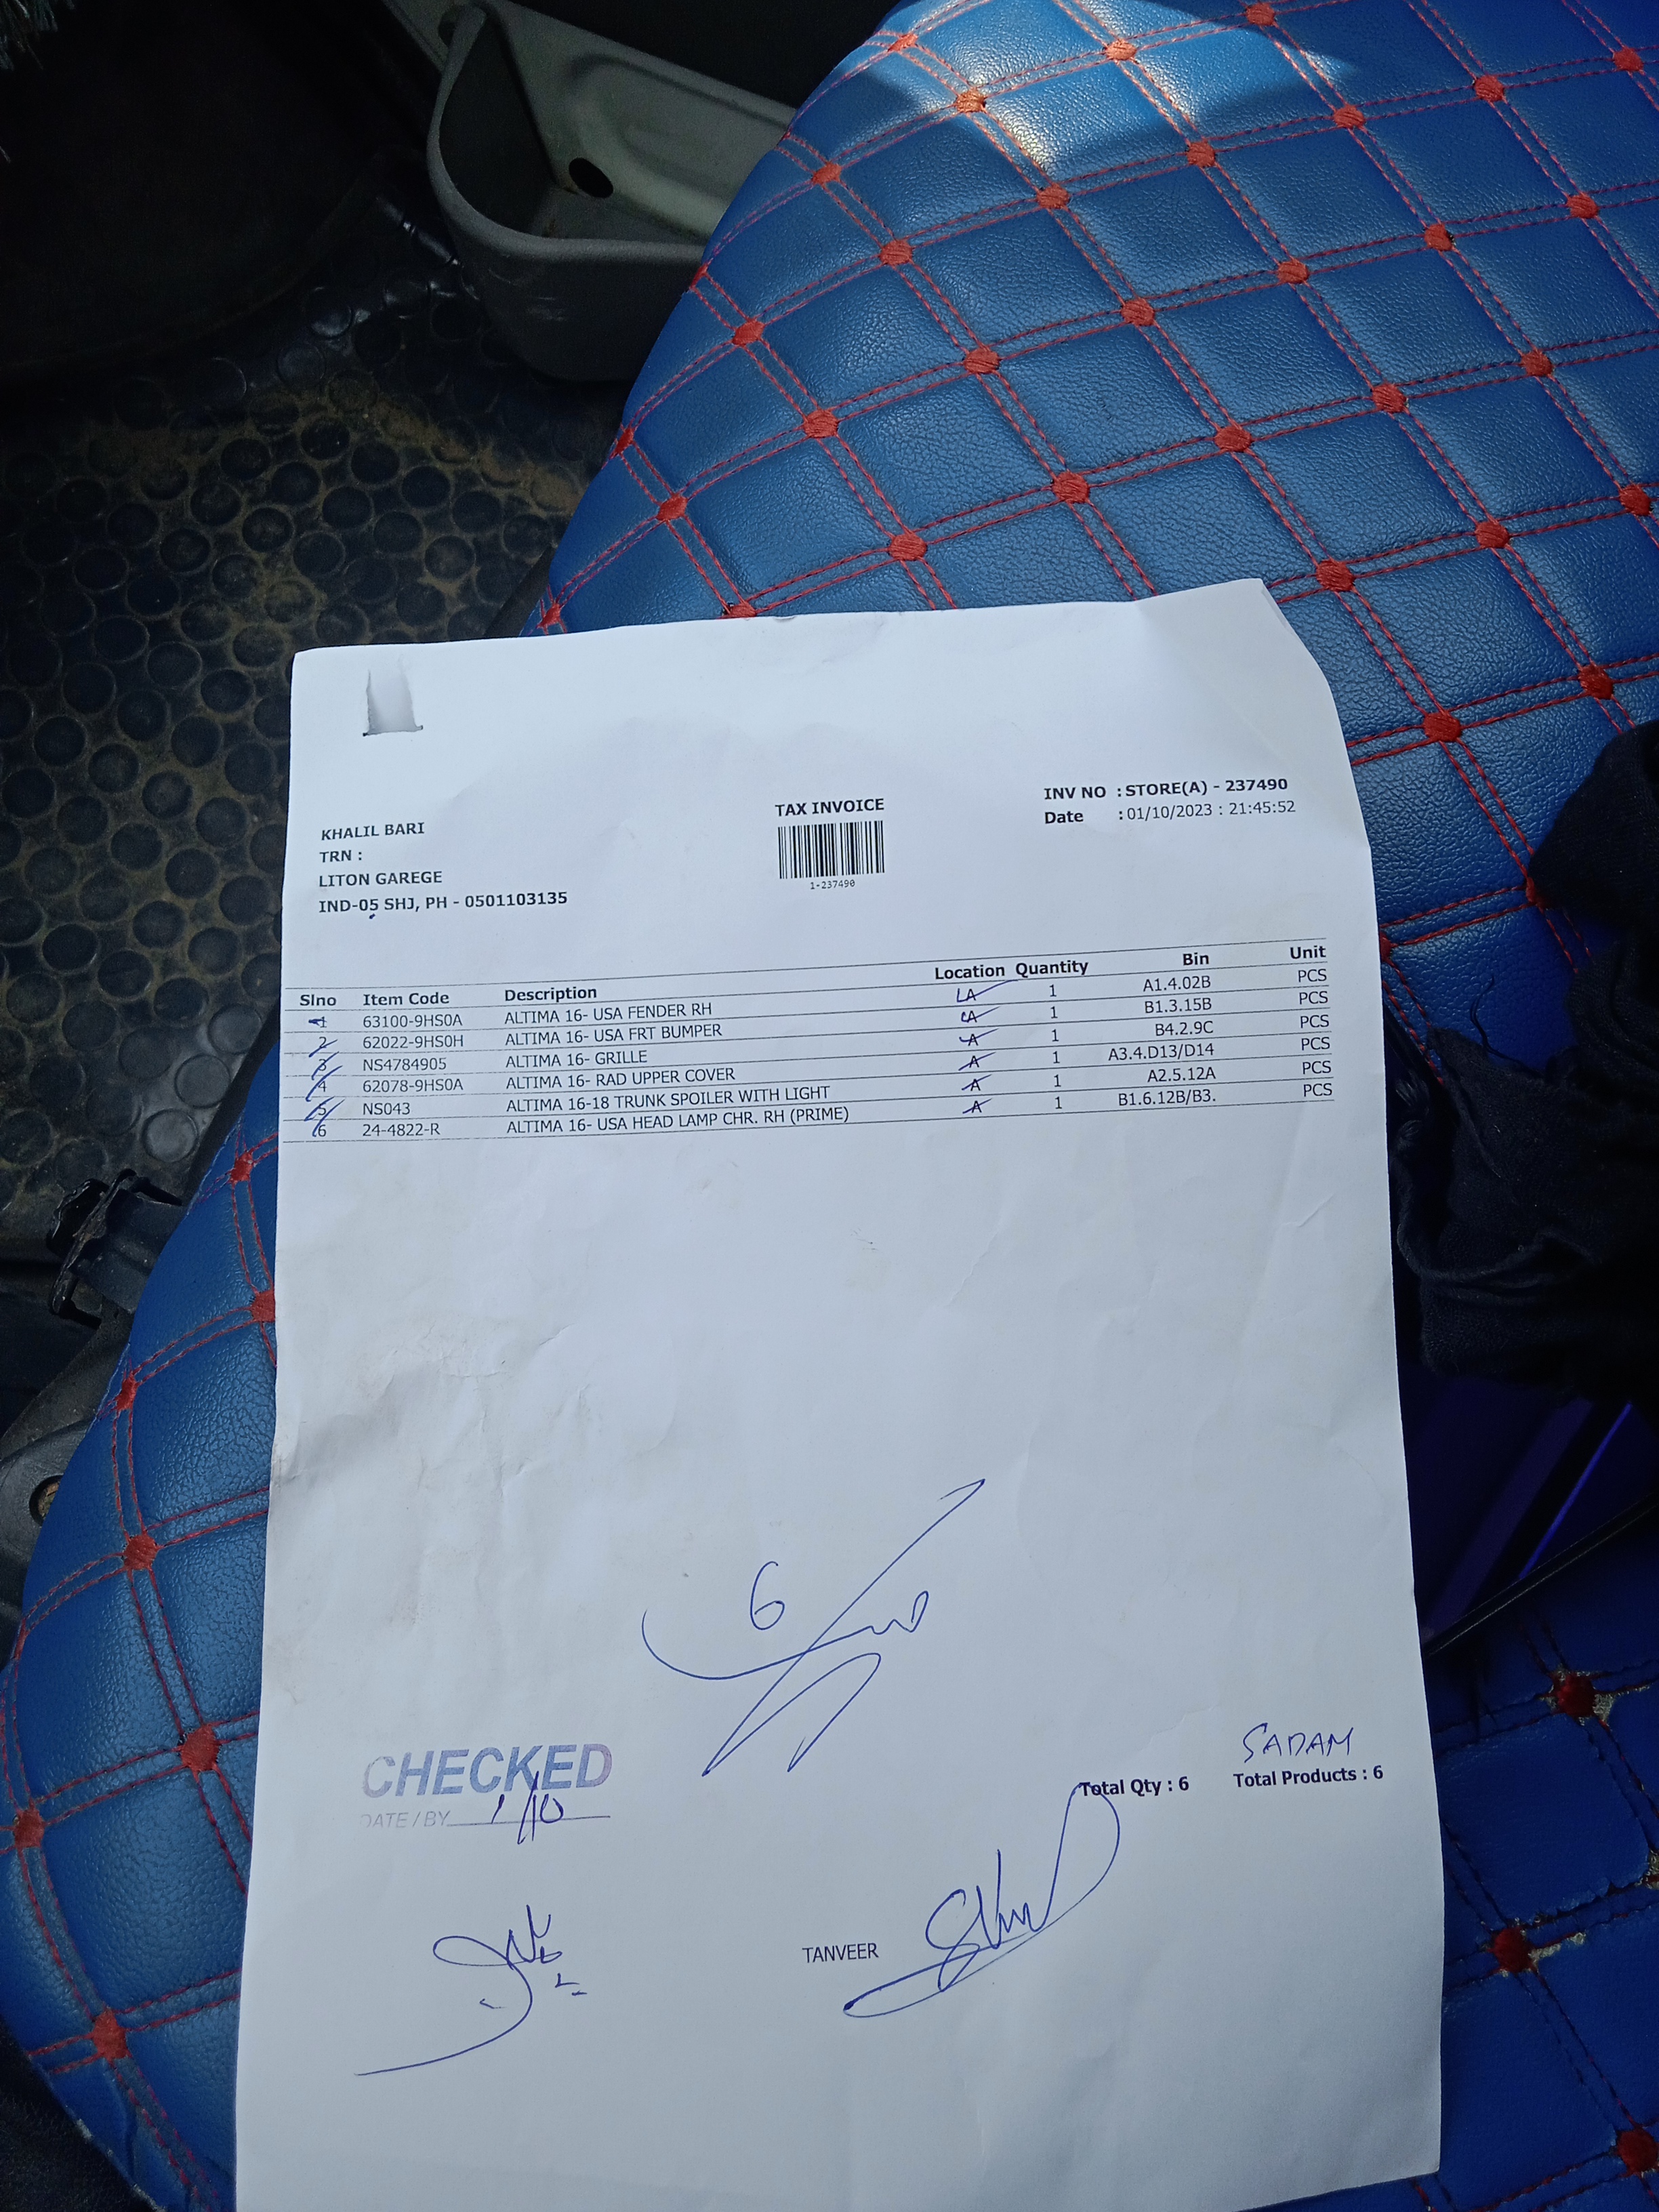 TAX INVOICE
INV NO : STORE(A) - 237490
Date : 01/10/2023 : 21:45:52
1-237490
KHALIL BARI
TRN :
LITON GAREGE
IND-05 SHJ, PH - 0501103135
Slno Item Code Description Location Quantity Bin Unit
1 63100-9HS0A ALTIMA 16- USA FENDER RH LA 1 A1.4.02B PCS
2 62022-9HS0H ALTIMA 16- USA FRT BUMPER LA 1 B1.3.15B PCS
3 NS4784905 ALTIMA 16- GRILLE A 1 B4.2.9C PCS
4 62078-9HS0A ALTIMA 16- RAD UPPER COVER A 1 A3.4.D13/D14 PCS
5 NS043 ALTIMA 16-18 TRUNK SPOILER WITH LIGHT A 1 A2.5.12A PCS
6 24-4822-R ALTIMA 16- USA HEAD LAMP CHR. RH (PRIME) A 1 B1.6.12B/B3. PCS
6
SADAM
CHECKED
DATE / BY 1/10
Total Qty : 6 Total Products : 6
TANVEER